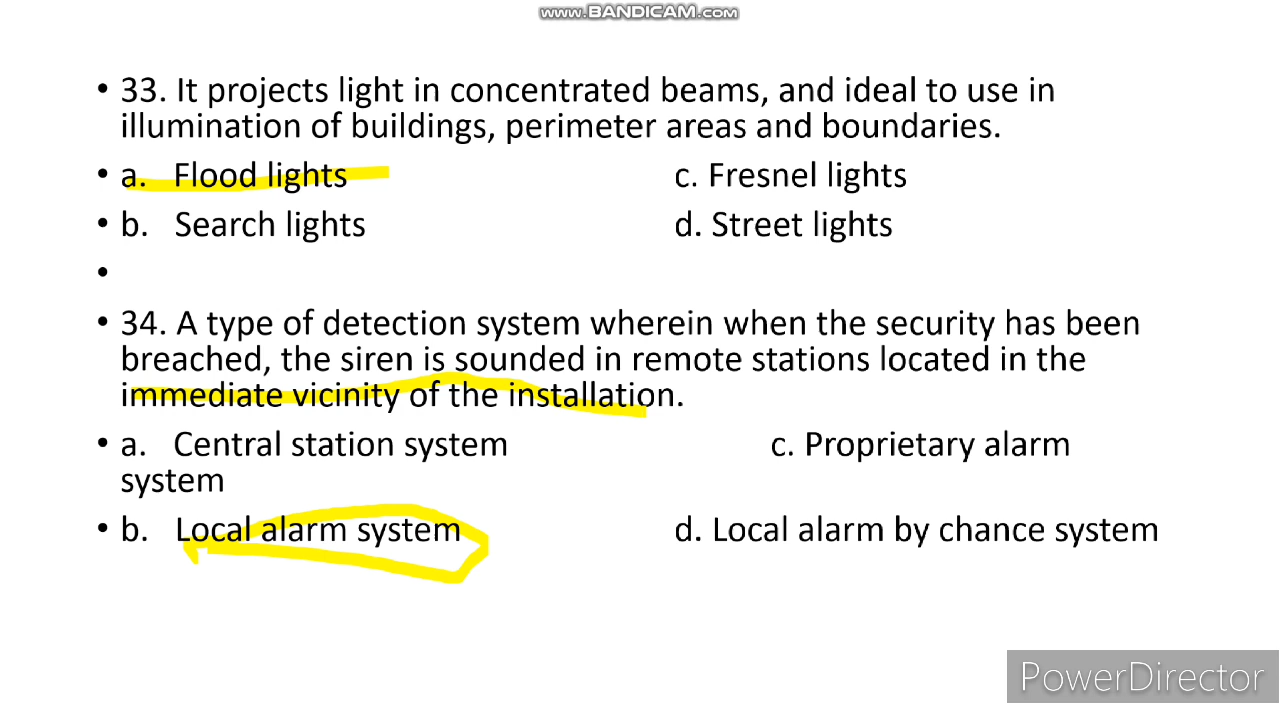 www.BANDICAM.com
• 33. It projects light in concentrated beams, and ideal to use in
illumination of buildings, perimeter areas and boundaries.
• a. Flood lights c. Fresnel lights
• b. Search lights d. Street lights
•
• 34. A type of detection system wherein when the security has been
breached, the siren is sounded in remote stations located in the
immediate vicinity of the installation.
• a. Central station system c. Proprietary alarm
system
• b. Local alarm system d. Local alarm by chance system
PowerDirector